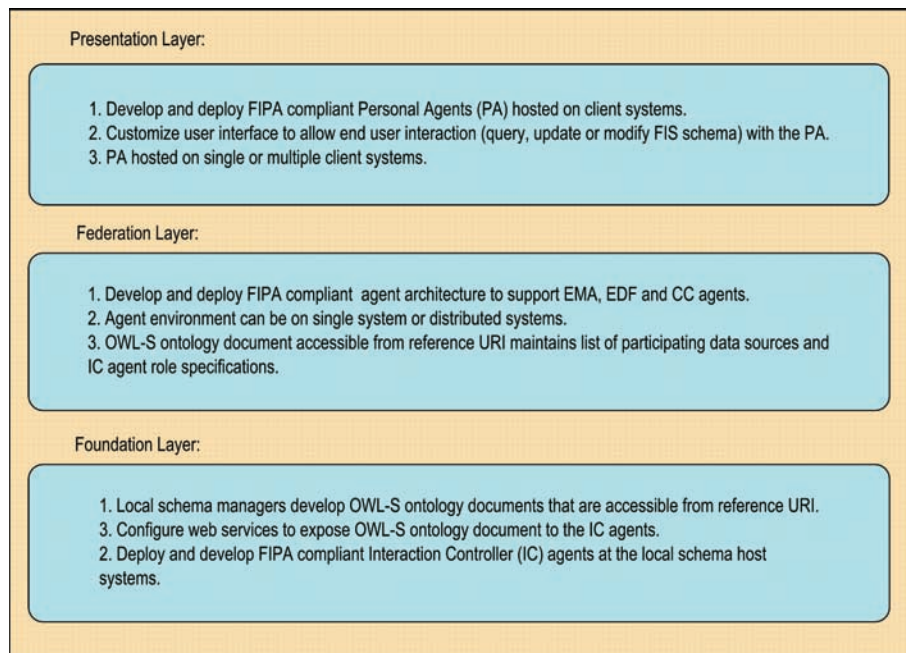 Presentation Layer:
1. Develop and deploy FIPA compliant Personal Agents (PA) hosted on client systems.
2. Customize user interface to allow end user interaction (query, update or modify FIS schema) with the PA.
3. PA hosted on single or multiple client systems.
Federation Layer:
1. Develop and deploy FIPA compliant agent architecture to support EMA, EDF and CC agents.
2. Agent environment can be on single system or distributed systems.
3. OWL-S ontology document accessible from reference URI maintains list of participating data sources and
IC agent role specifications.
Foundation Layer:
1. Local schema managers develop OWL-S ontology documents that are accessible from reference URI.
3. Configure web services to expose OWL-S ontology document to the IC agents.
2. Deploy and develop FIPA compliant Interaction Controller (IC) agents at the local schema host
systems.